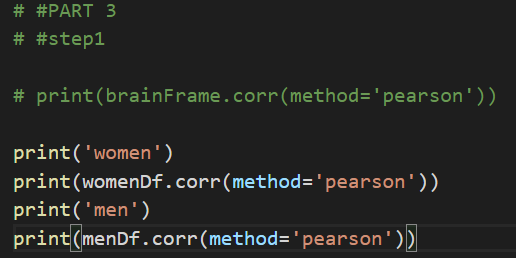 # #PART 3
# #step1
# print(brainFrame.corr(method='pearson'))
print('women')
print(womenDf.corr(method='pearson'))
print('men')
print(menDf.corr(method='pearson'))